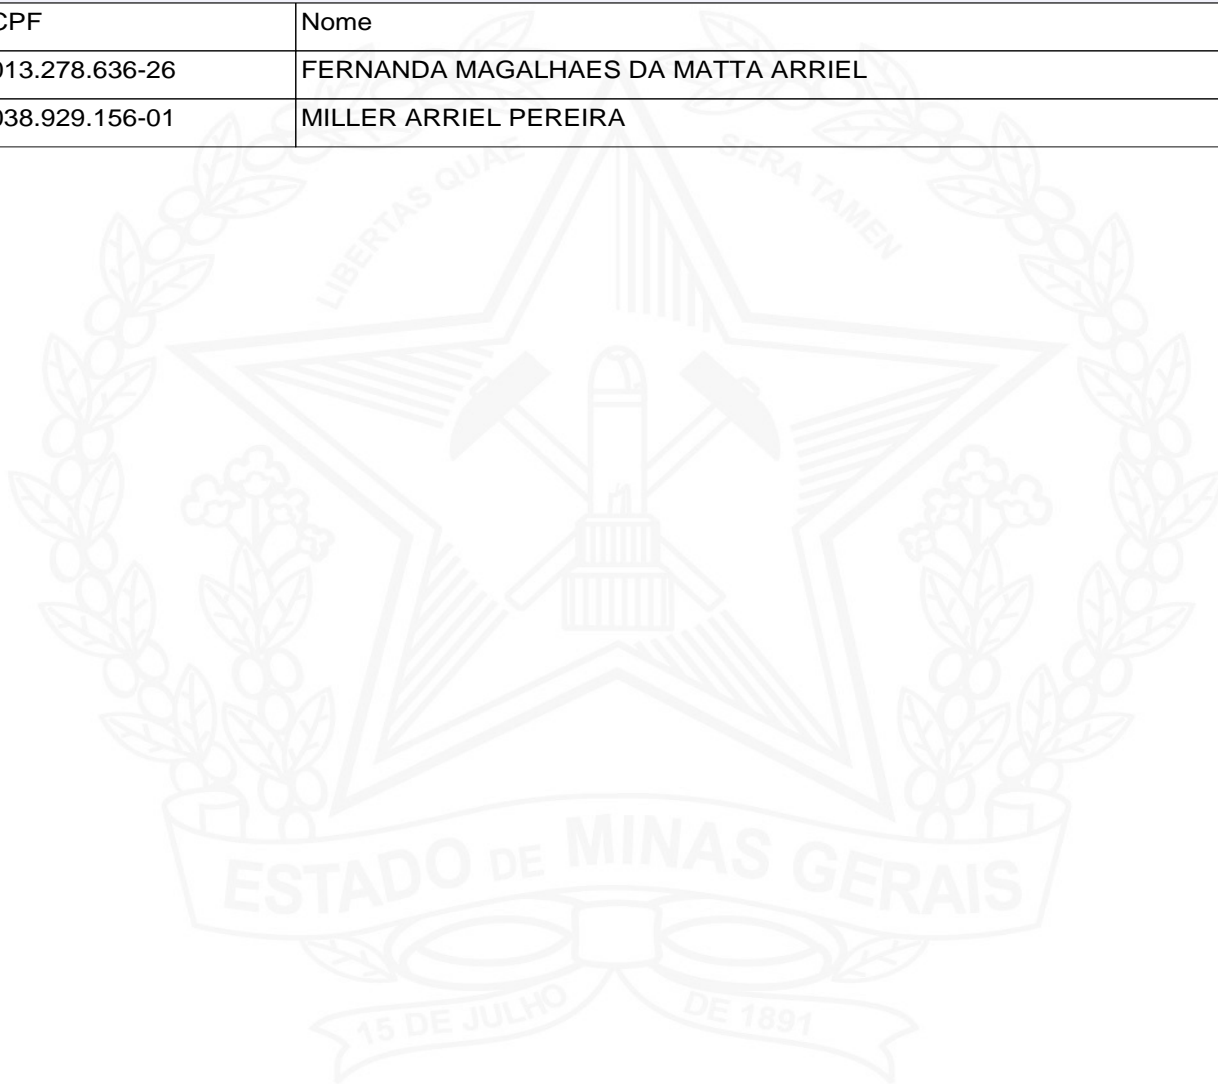 CPF Nome
013.278.636-26 FERNANDA MAGALHAES DA MATTA ARRIEL
038.929.156-01 MILLER ARRIEL PEREIRA
LIBERTAS QUAE SERA TAMEN
ESTADO DE MINAS GERAIS
15 DE JULHO DE 1891